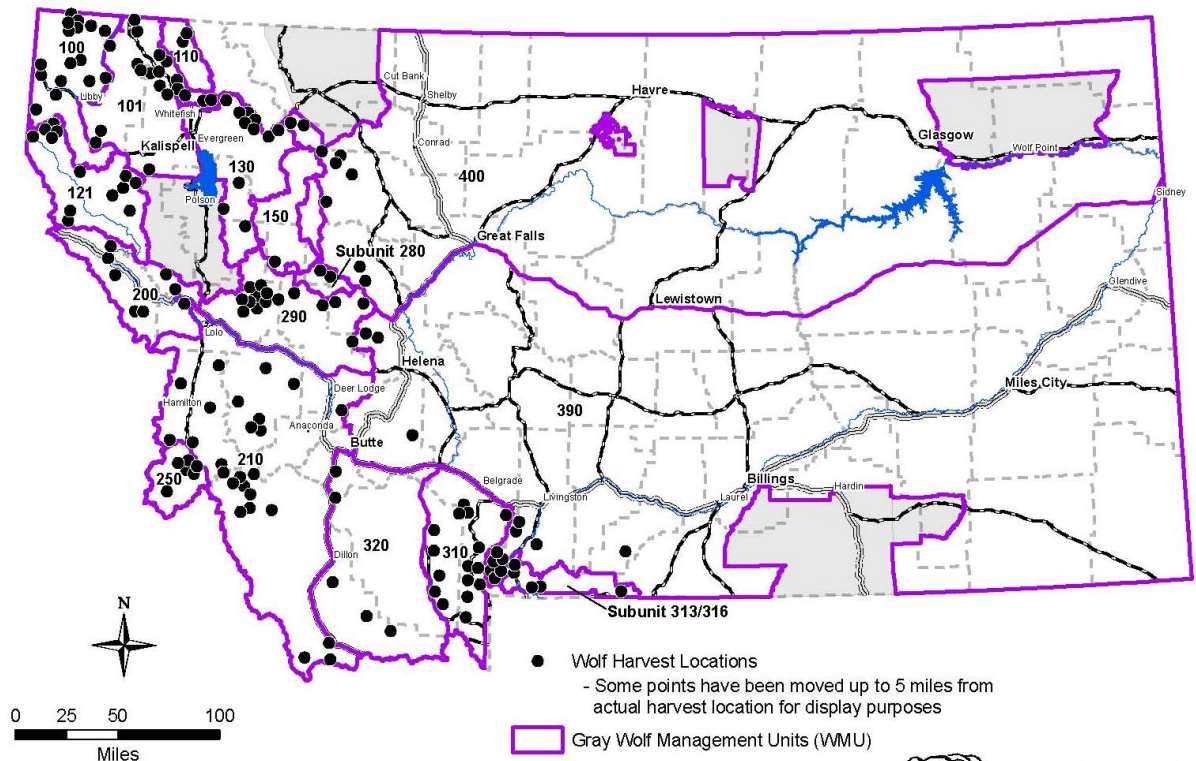 100
110
Cut Bank
Shelby
Havre
Libby
101
Whitefish
Evergreen
Kalispell
Conrad
Glasgow
Wolf Point
130
400
121
Polson
150
Sidney
Great Falls
Subunit 280
200
Lewistown
Glendive
290
Lolo
Helena
Deer Lodge
Miles City
Hamilton
390
Anaconda
Butte
210
250
Belgrade
Livingston
Billings
Laurel
Hardin
320
310
Dillon
Subunit 313/316
N
Wolf Harvest Locations
- Some points have been moved up to 5 miles from
actual harvest location for display purposes
0 25 50 100
Miles
Gray Wolf Management Units (WMU)